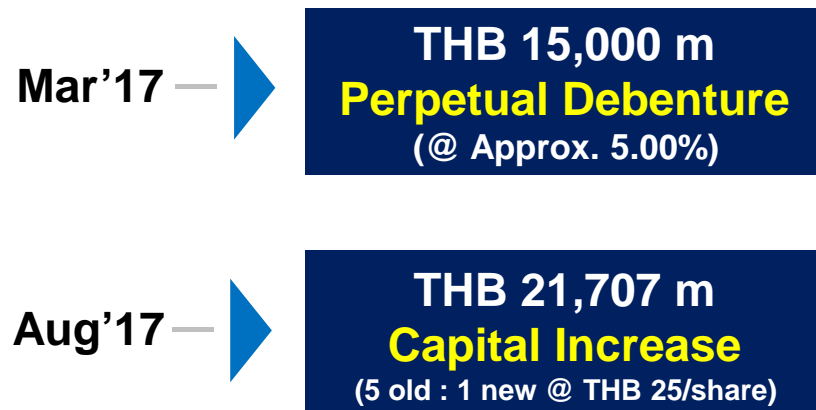 Mar’17
THB 15,000 m
Perpetual Debenture
(@ Approx. 5.00%)
Aug’17
THB 21,707 m
Capital Increase
(5 old : 1 new @ THB 25/share)